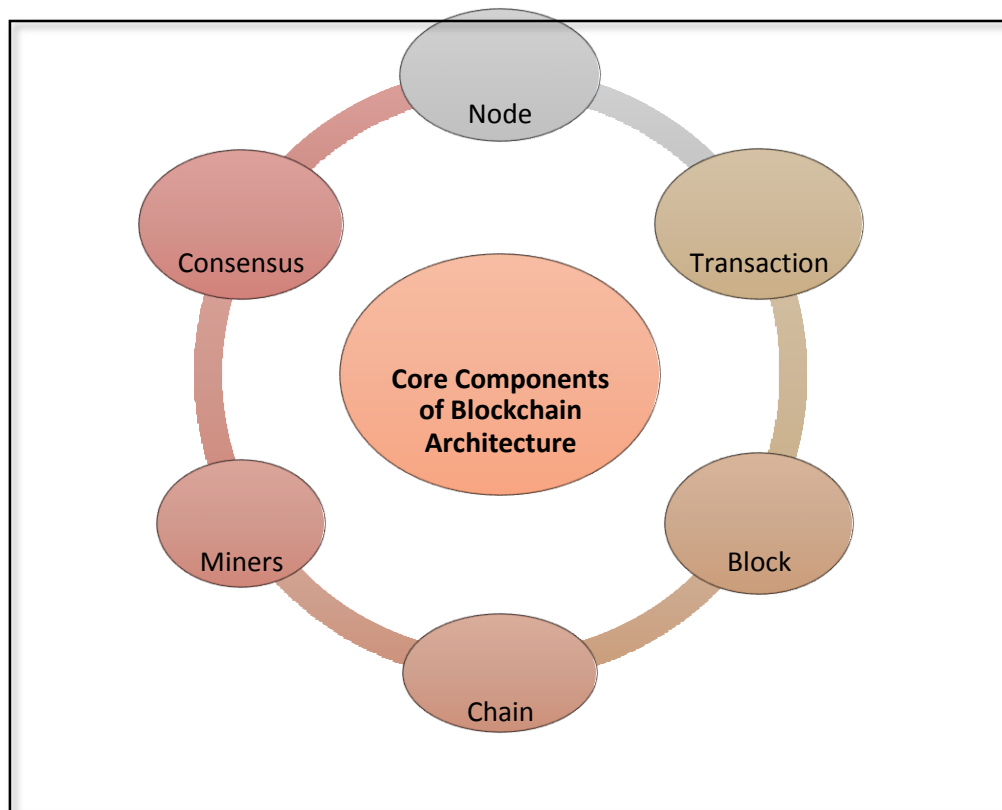 Node
Consensus
Transaction
Core Components
of Blockchain
Architecture
Miners
Block
Chain